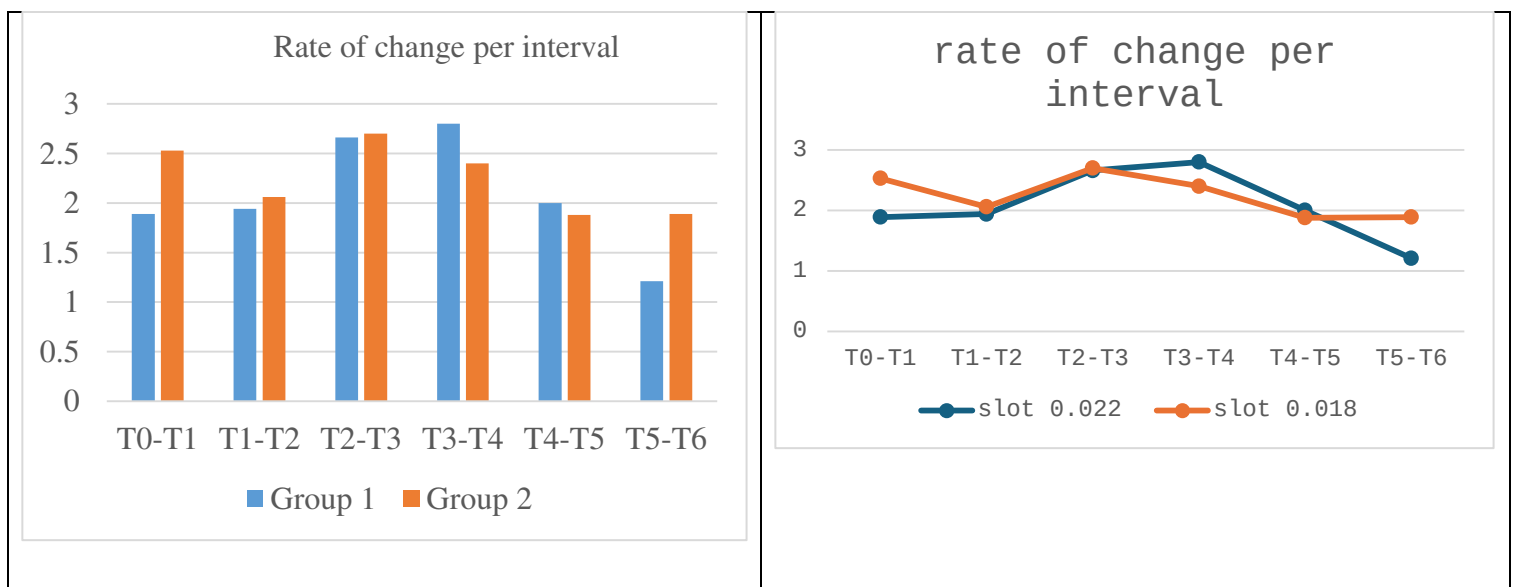 Rate of change per interval
3
2.5
2
1.5
1
0.5
0
T0-T1 T1-T2 T2-T3 T3-T4 T4-T5 T5-T6
Group 1 Group 2
rate of change per
interval
3
2
1
0
T0-T1 T1-T2 T2-T3 T3-T4 T4-T5 T5-T6
slot 0.022 slot 0.018